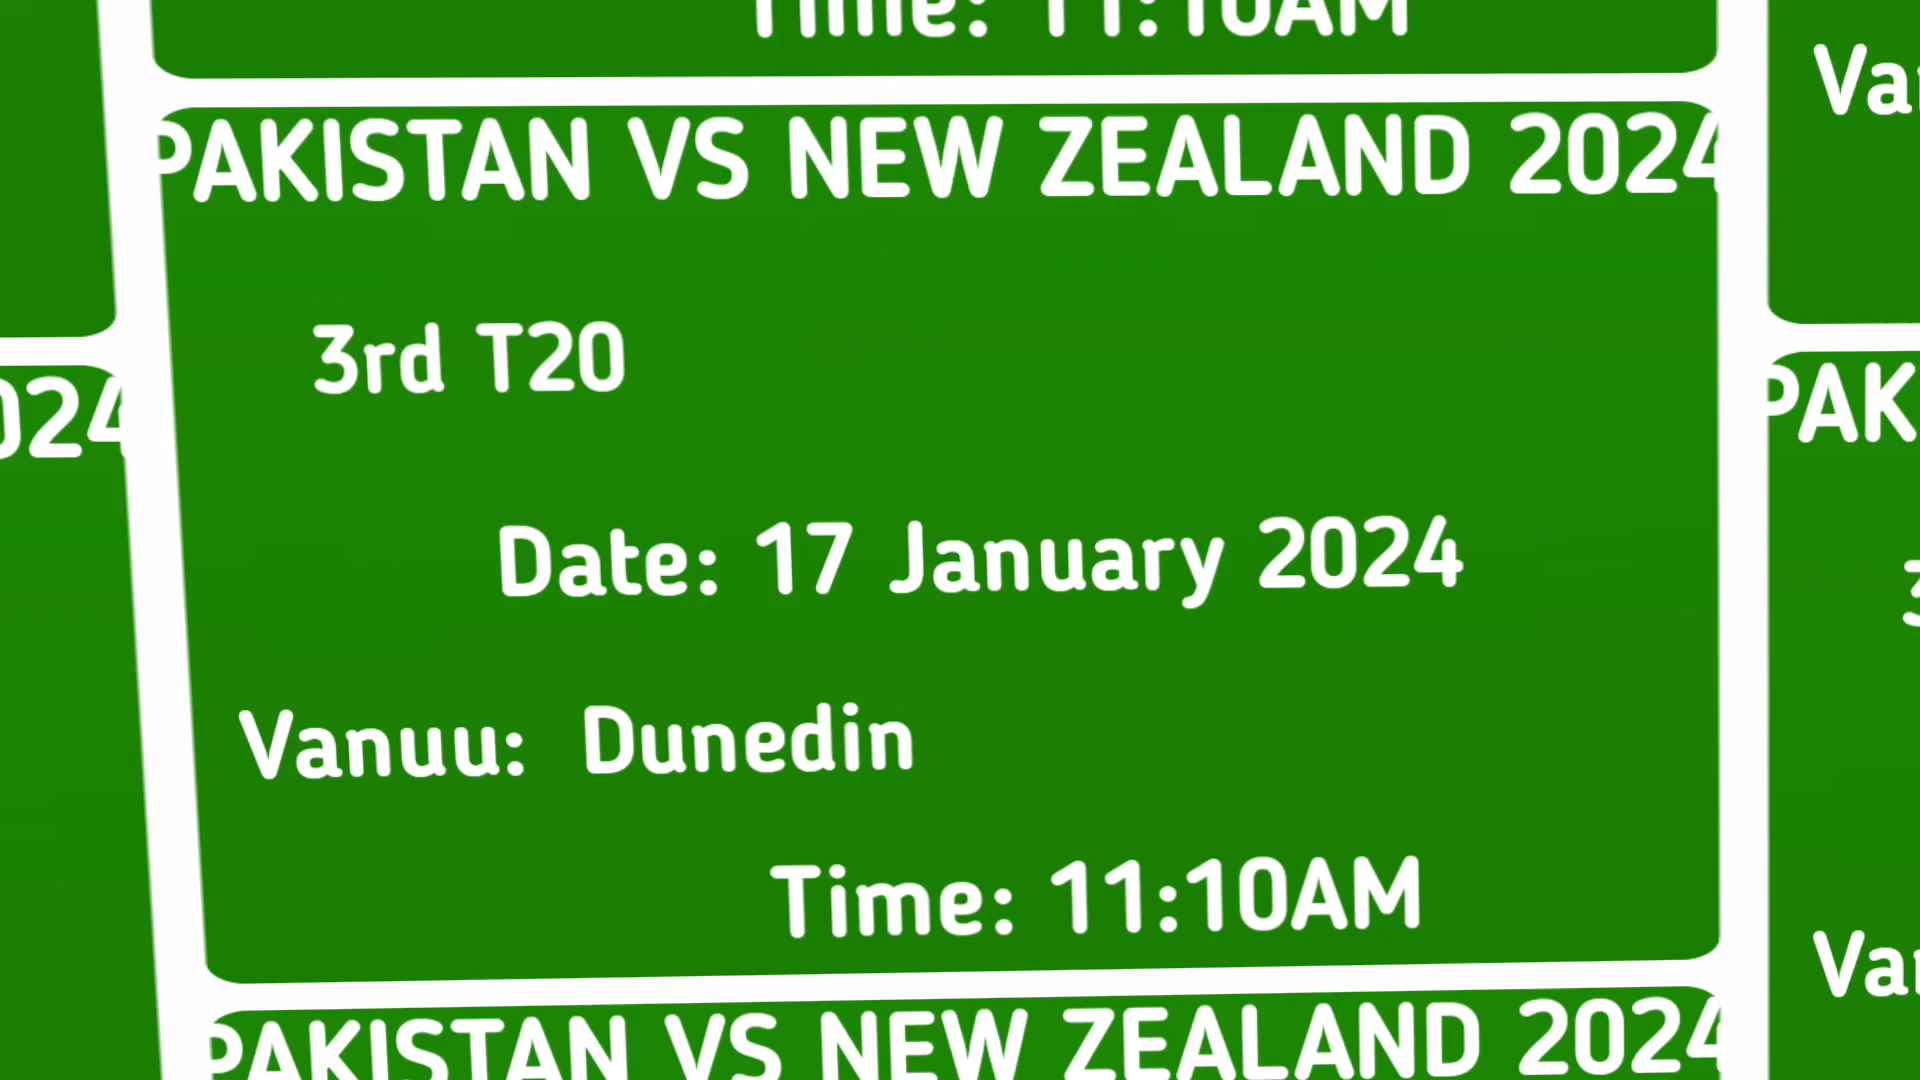 Time: 11:10AM
PAKISTAN VS NEW ZEALAND 2024
3rd T20
Date: 17 January 2024
Vanuu: Dunedin
Time: 11:10AM
PAKISTAN VS NEW ZEALAND 2024